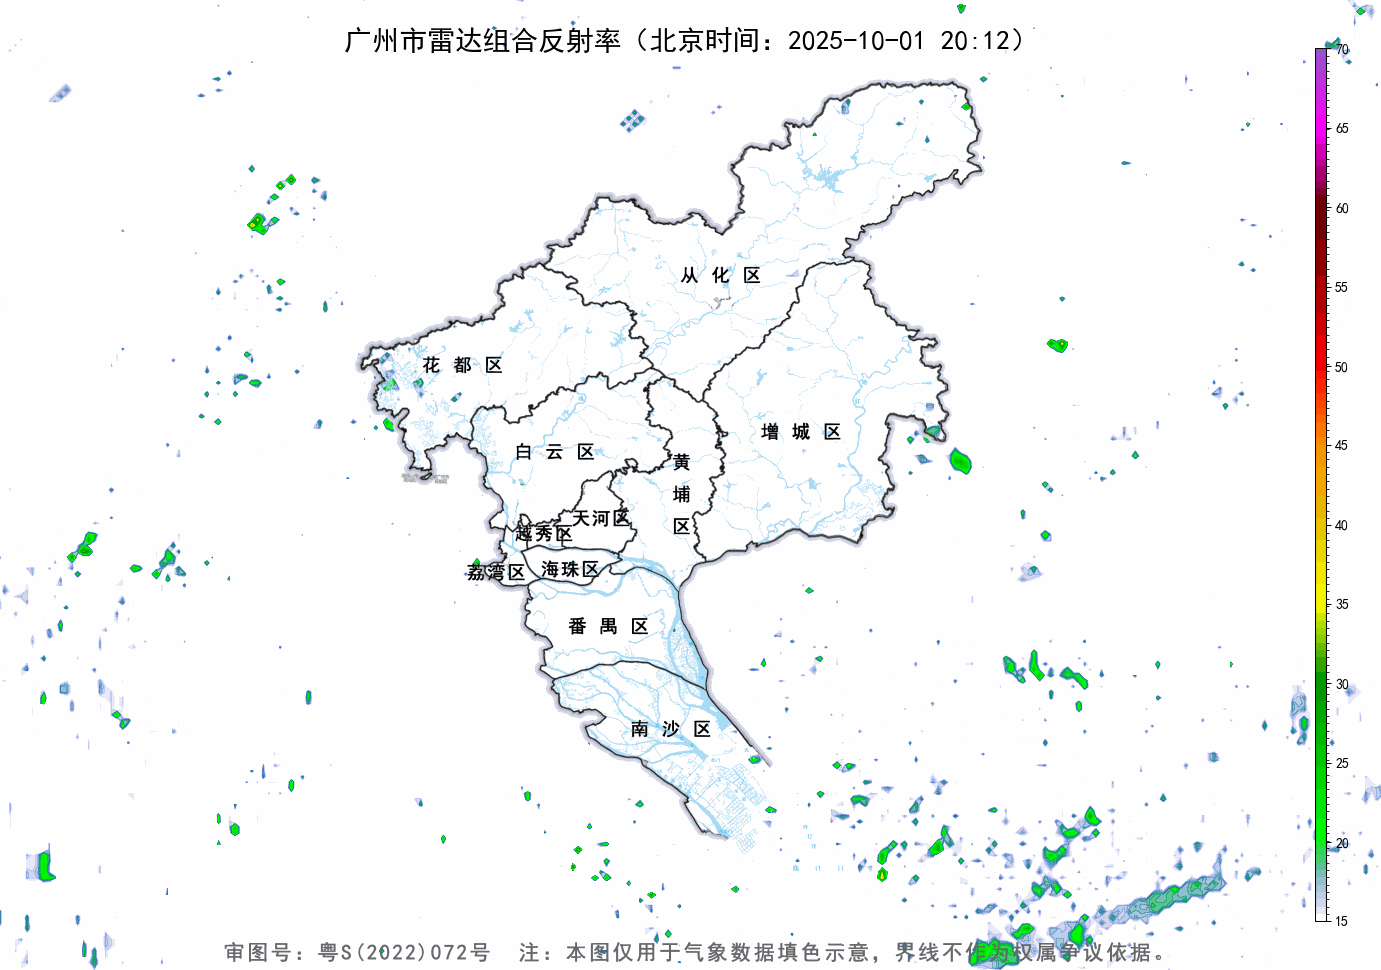 广州市雷达组合反射率（北京时间：2025-10-01 20:12）
70
65
60
55
50
45
40
35
30
25
20
15
从化区
花都区
增城区
白云区
黄埔区
天河区
越秀区
海珠区
荔湾区
番禺区
南沙区
审图号：粤S(2022)072号 注：本图仅用于气象数据填色示意，界线不作为权属争议依据。